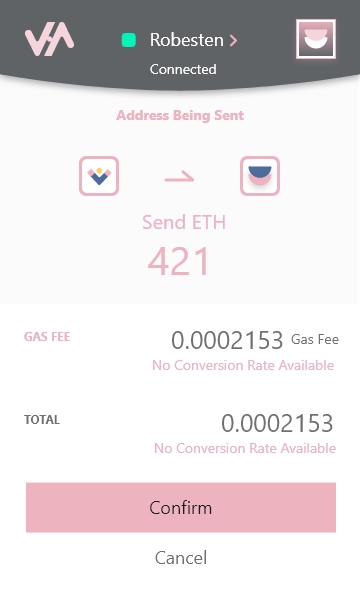 Robesten
Connected
Address Being Sent
Send ETH
421
GAS FEE
0.0002153 Gas Fee
No Conversion Rate Available
TOTAL
0.0002153
No Conversion Rate Available
Confirm
Cancel